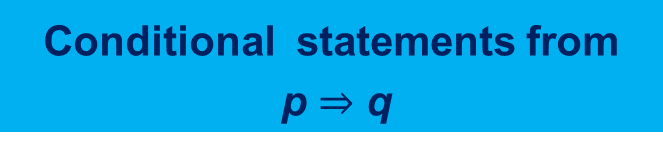 Conditional statements from
p ⇒ q